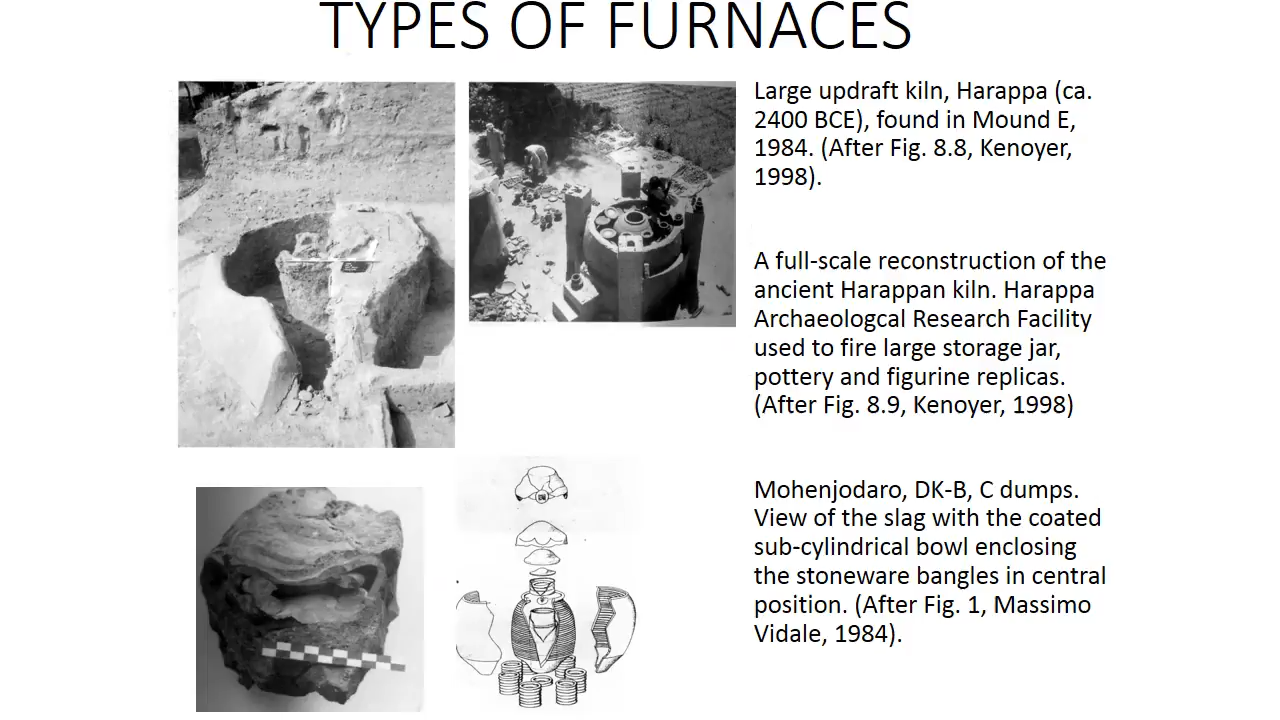 TYPES OF FURNACES
Large updraft kiln, Harappa (ca.
2400 BCE), found in Mound E,
1984. (After Fig. 8.8, Kenoyer,
1998).
A full-scale reconstruction of the
ancient Harappan kiln. Harappa
Archaeologcal Research Facility
used to fire large storage jar,
pottery and figurine replicas.
(After Fig. 8.9, Kenoyer, 1998)
Mohenjodaro, DK-B, C dumps.
View of the slag with the coated
sub-cylindrical bowl enclosing
the stoneware bangles in central
position. (After Fig. 1, Massimo
Vidale, 1984).